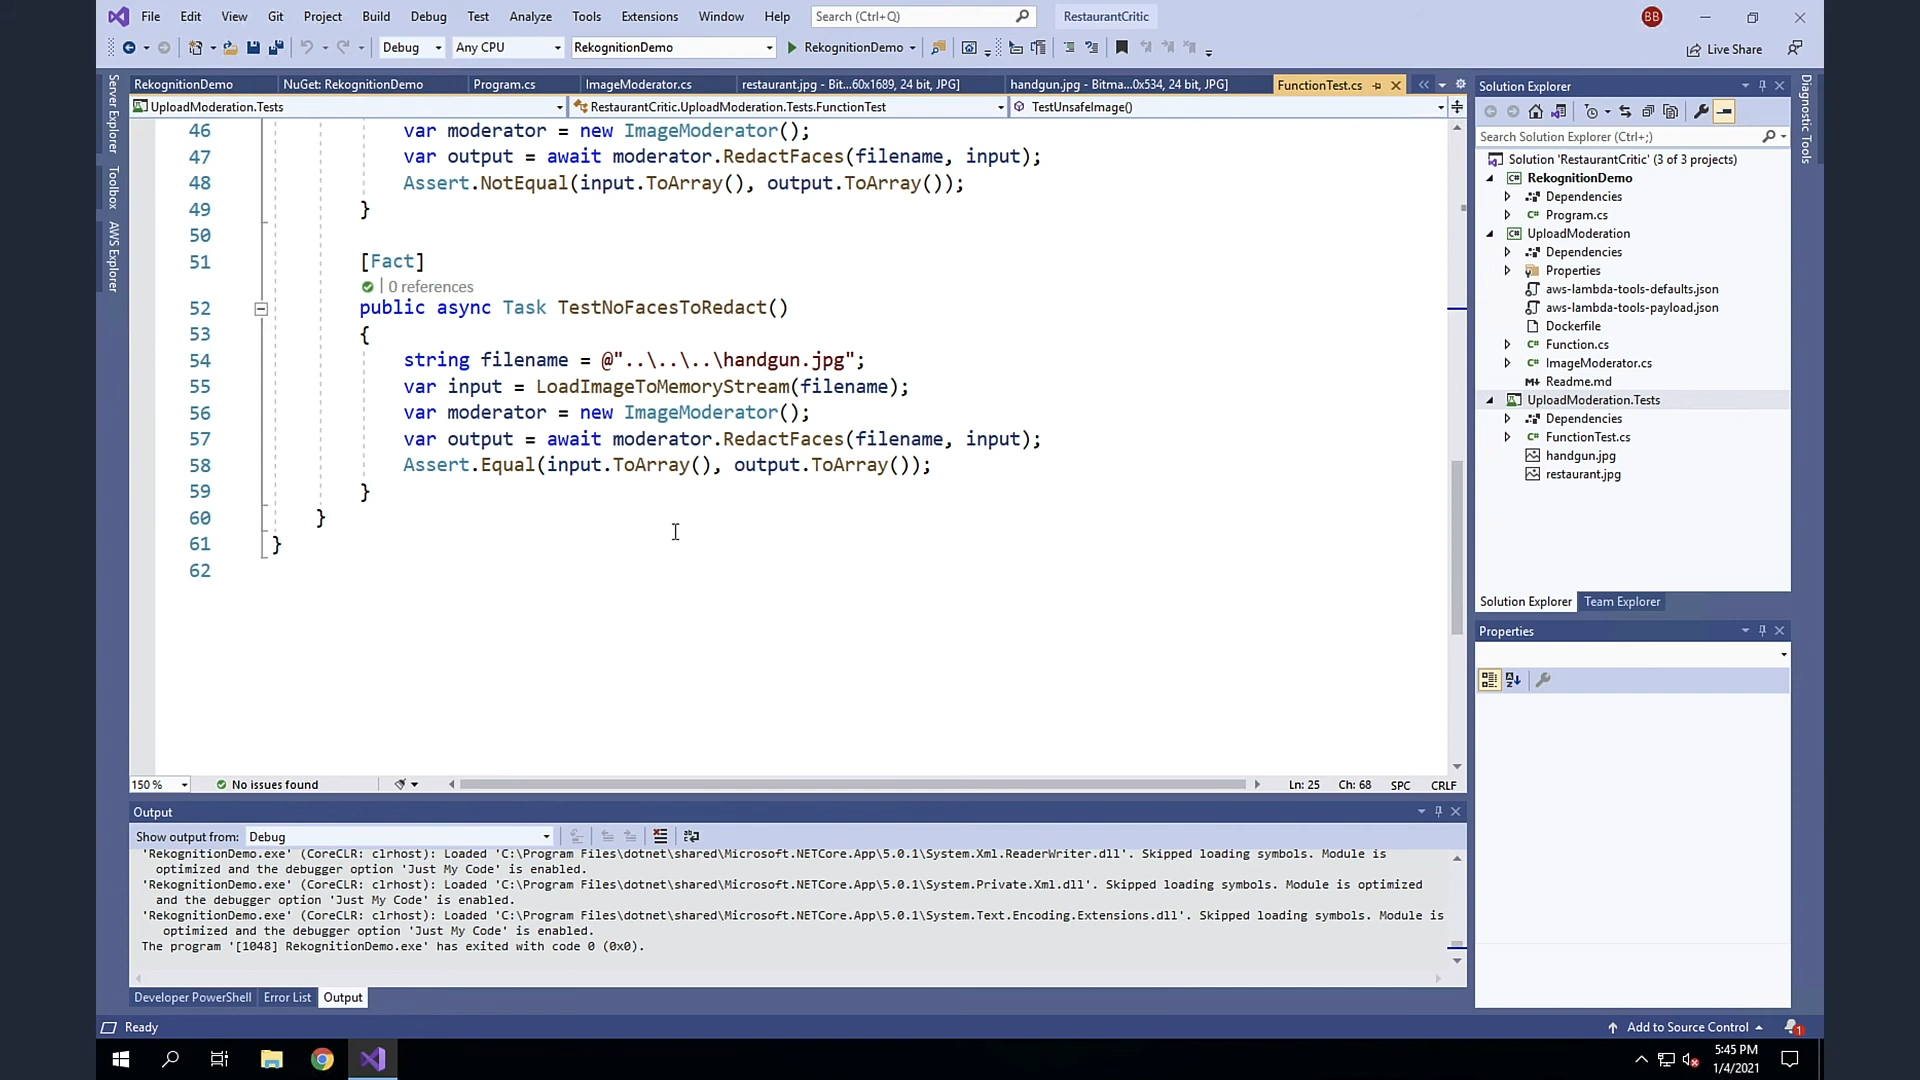 File Edit View Git Project Build Debug Test Analyze Tools Extensions Window Help Search (Ctrl+Q) RestaurantCritic BB
Debug Any CPU RekognitionDemo RekognitionDemo Live Share
RekognitionDemo NuGet: RekognitionDemo Program.cs ImageModerator.cs restaurant.jpg - Bit...60x1689, 24 bit, JPG] handgun.jpg - Bitma...0x534, 24 bit, JPG] FunctionTest.cs
UploadModeration.Tests RestaurantCritic.UploadModeration.Tests.FunctionTest TestUnsafeImage()
Server Explorer
Toolbox
AWS Explorer
46 var moderator = new ImageModerator();
47 var output = await moderator.RedactFaces(filename, input);
48 Assert.NotEqual(input.ToArray(), output.ToArray());
49 }
50
51 [Fact]
0 references
52 public async Task TestNoFacesToRedact()
53 {
54 string filename = @"..\..\..\handgun.jpg";
55 var input = LoadImageToMemoryStream(filename);
56 var moderator = new ImageModerator();
57 var output = await moderator.RedactFaces(filename, input);
58 Assert.Equal(input.ToArray(), output.ToArray());
59 }
60 }
61 }
62
150 % No issues found Ln: 25 Ch: 68 SPC CRLF
Output
Show output from: Debug
'RekognitionDemo.exe' (CoreCLR: clrhost): Loaded 'C:\Program Files\dotnet\shared\Microsoft.NETCore.App\5.0.1\System.Xml.ReaderWriter.dll'. Skipped loading symbols. Module is
optimized and the debugger option 'Just My Code' is enabled.
'RekognitionDemo.exe' (CoreCLR: clrhost): Loaded 'C:\Program Files\dotnet\shared\Microsoft.NETCore.App\5.0.1\System.Private.Xml.dll'. Skipped loading symbols. Module is optimized
and the debugger option 'Just My Code' is enabled.
'RekognitionDemo.exe' (CoreCLR: clrhost): Loaded 'C:\Program Files\dotnet\shared\Microsoft.NETCore.App\5.0.1\System.Text.Encoding.Extensions.dll'. Skipped loading symbols. Module is
optimized and the debugger option 'Just My Code' is enabled.
The program '[1048] RekognitionDemo.exe' has exited with code 0 (0x0).
Developer PowerShell Error List Output
Solution Explorer
Search Solution Explorer (Ctrl+;)
Solution 'RestaurantCritic' (3 of 3 projects)
RekognitionDemo
Dependencies
Program.cs
UploadModeration
Dependencies
Properties
aws-lambda-tools-defaults.json
aws-lambda-tools-payload.json
Dockerfile
Function.cs
ImageModerator.cs
Readme.md
UploadModeration.Tests
Dependencies
FunctionTest.cs
handgun.jpg
restaurant.jpg
Solution Explorer Team Explorer
Properties
Diagnostic Tools
Ready Add to Source Control 1
5:45 PM
1/4/2021